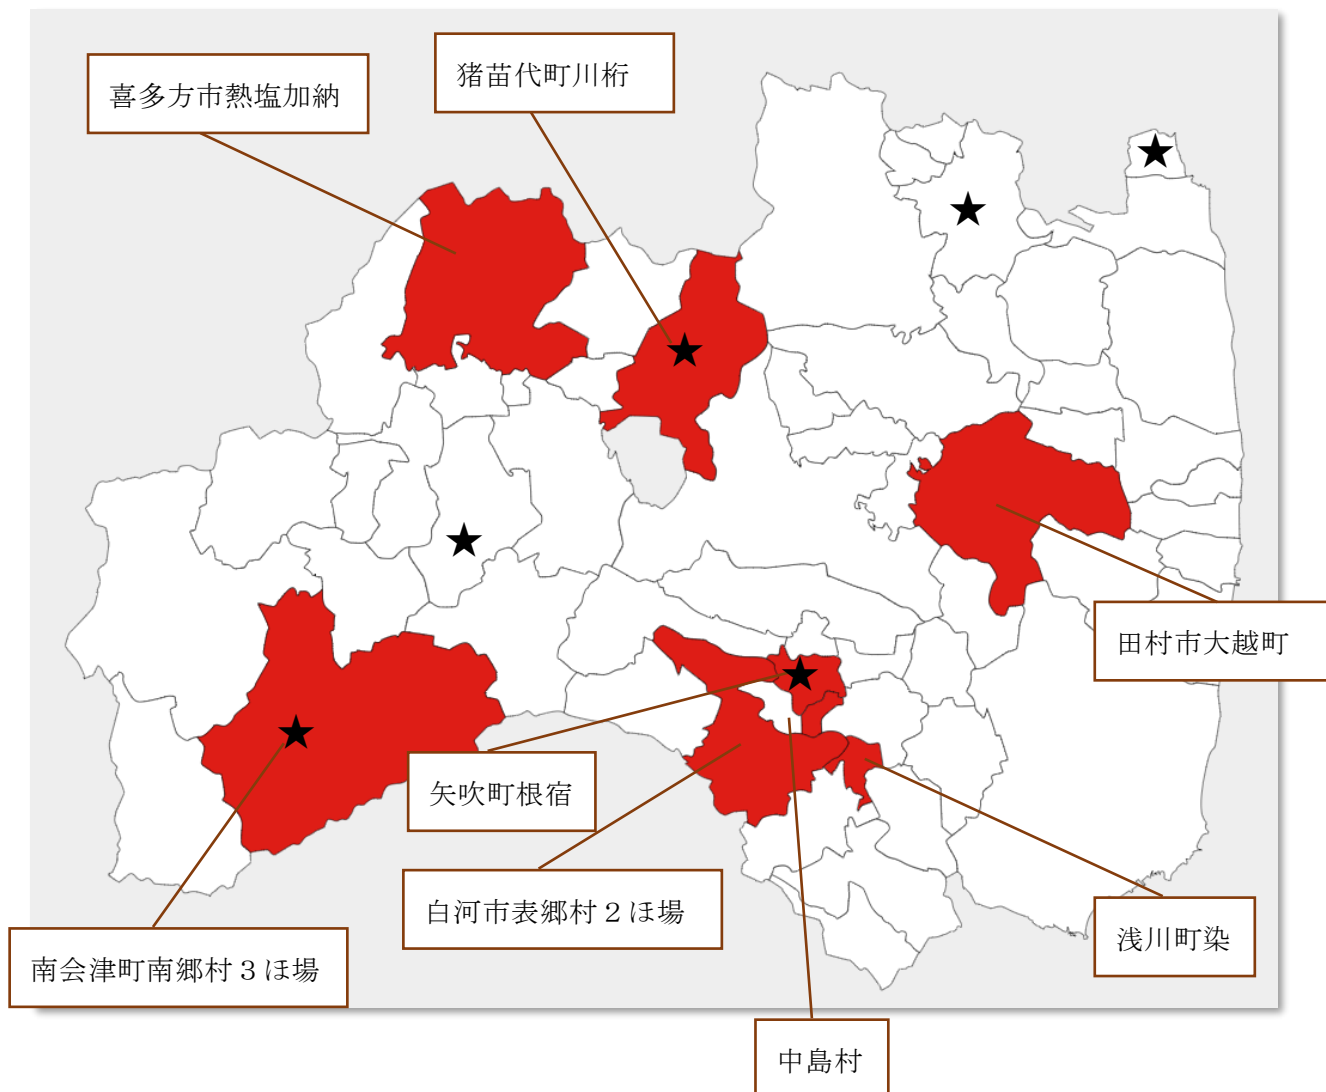 猪苗代町川桁
喜多方市熱塩加納
田村市大越町
矢吹町根宿
白河市表郷村２ほ場
浅川町染
南会津町南郷村３ほ場
中島村